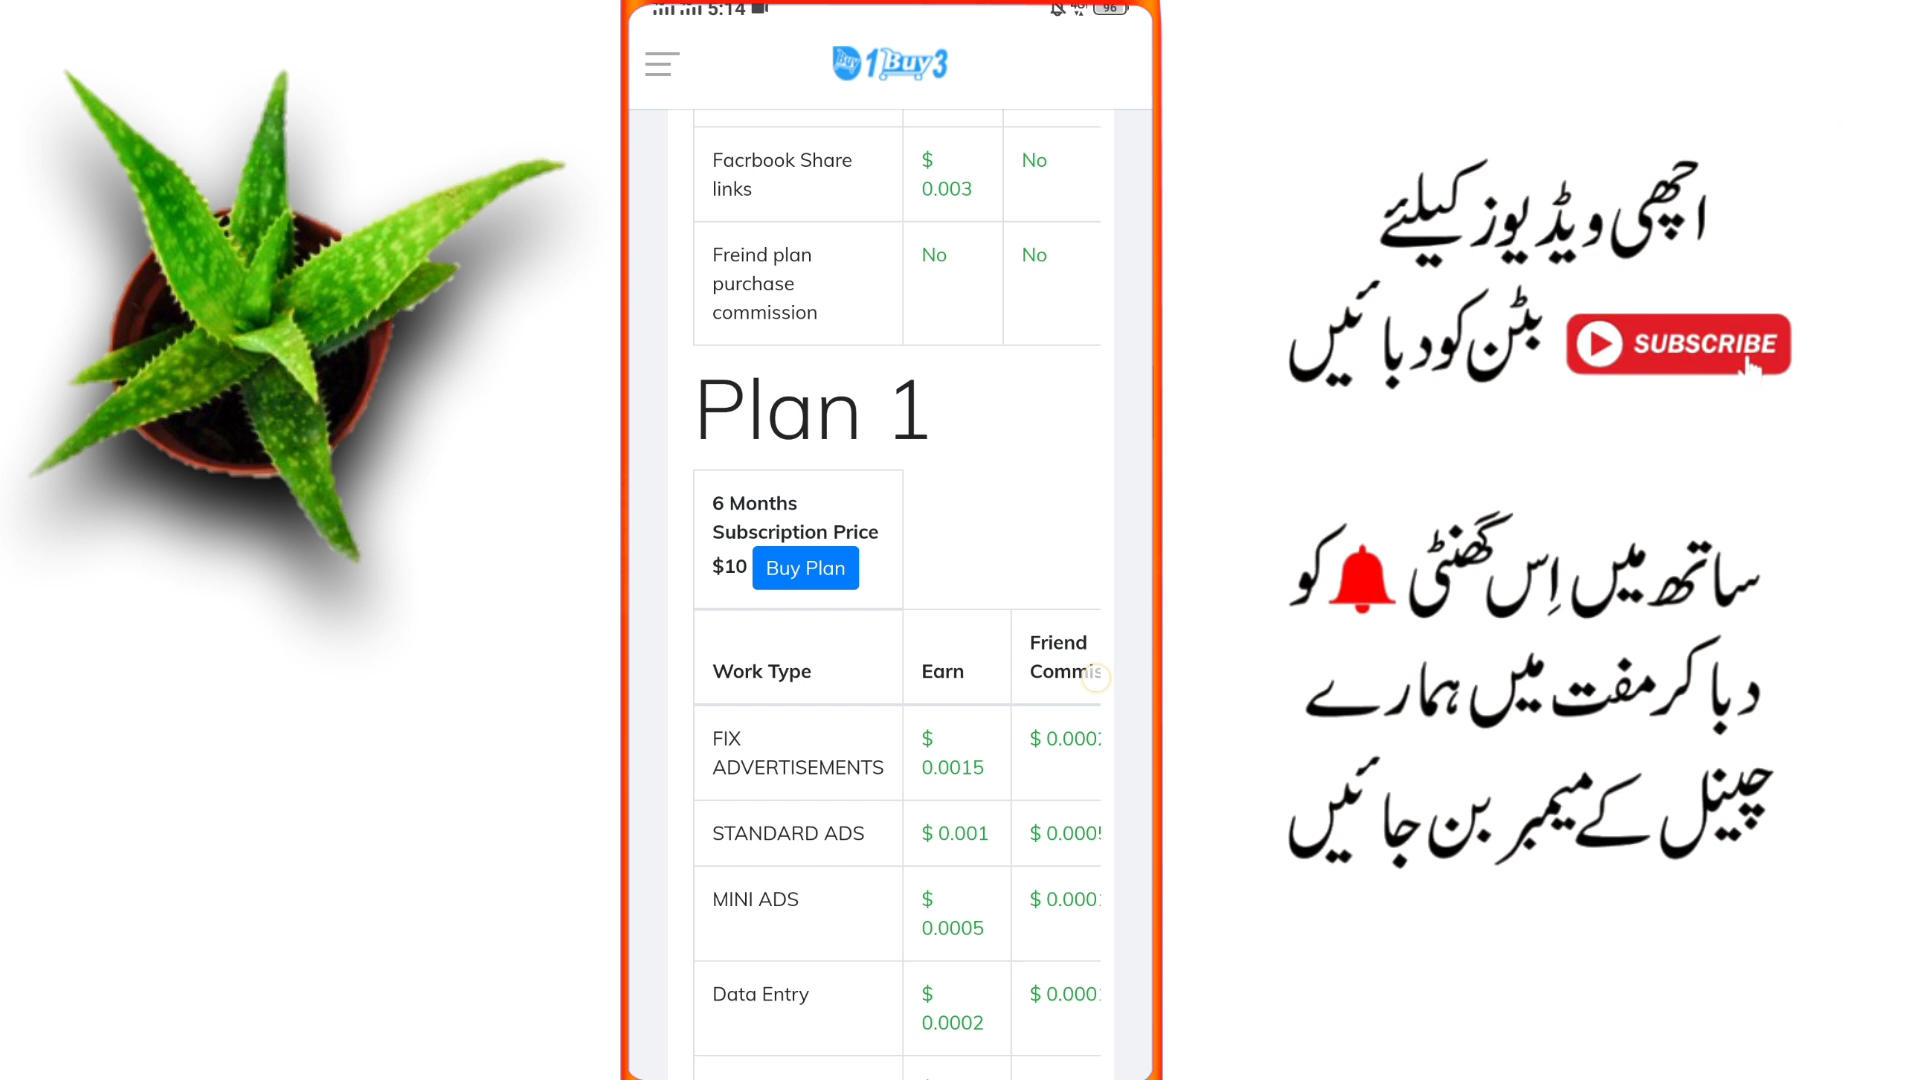 5:14
96
Buy 1Buy3
Facrbook Share links
$ 0.003
No
Freind plan purchase commission
No
No
Plan 1
6 Months
Subscription Price
$10 Buy Plan
Work Type
Earn
Friend
FIX ADVERTISEMENTS
$ 0.0015
STANDARD ADS
$ 0.001
MINI ADS
$ 0.0005
Data Entry
$ 0.0002
اچھی ویڈیوز کیلئے
SUBSCRIBE بٹن کو دبائیں
ساتھ میں اِس گھنٹی کو
دبا کر مفت میں ہمارے
چینل کے میمبر بن جائیں